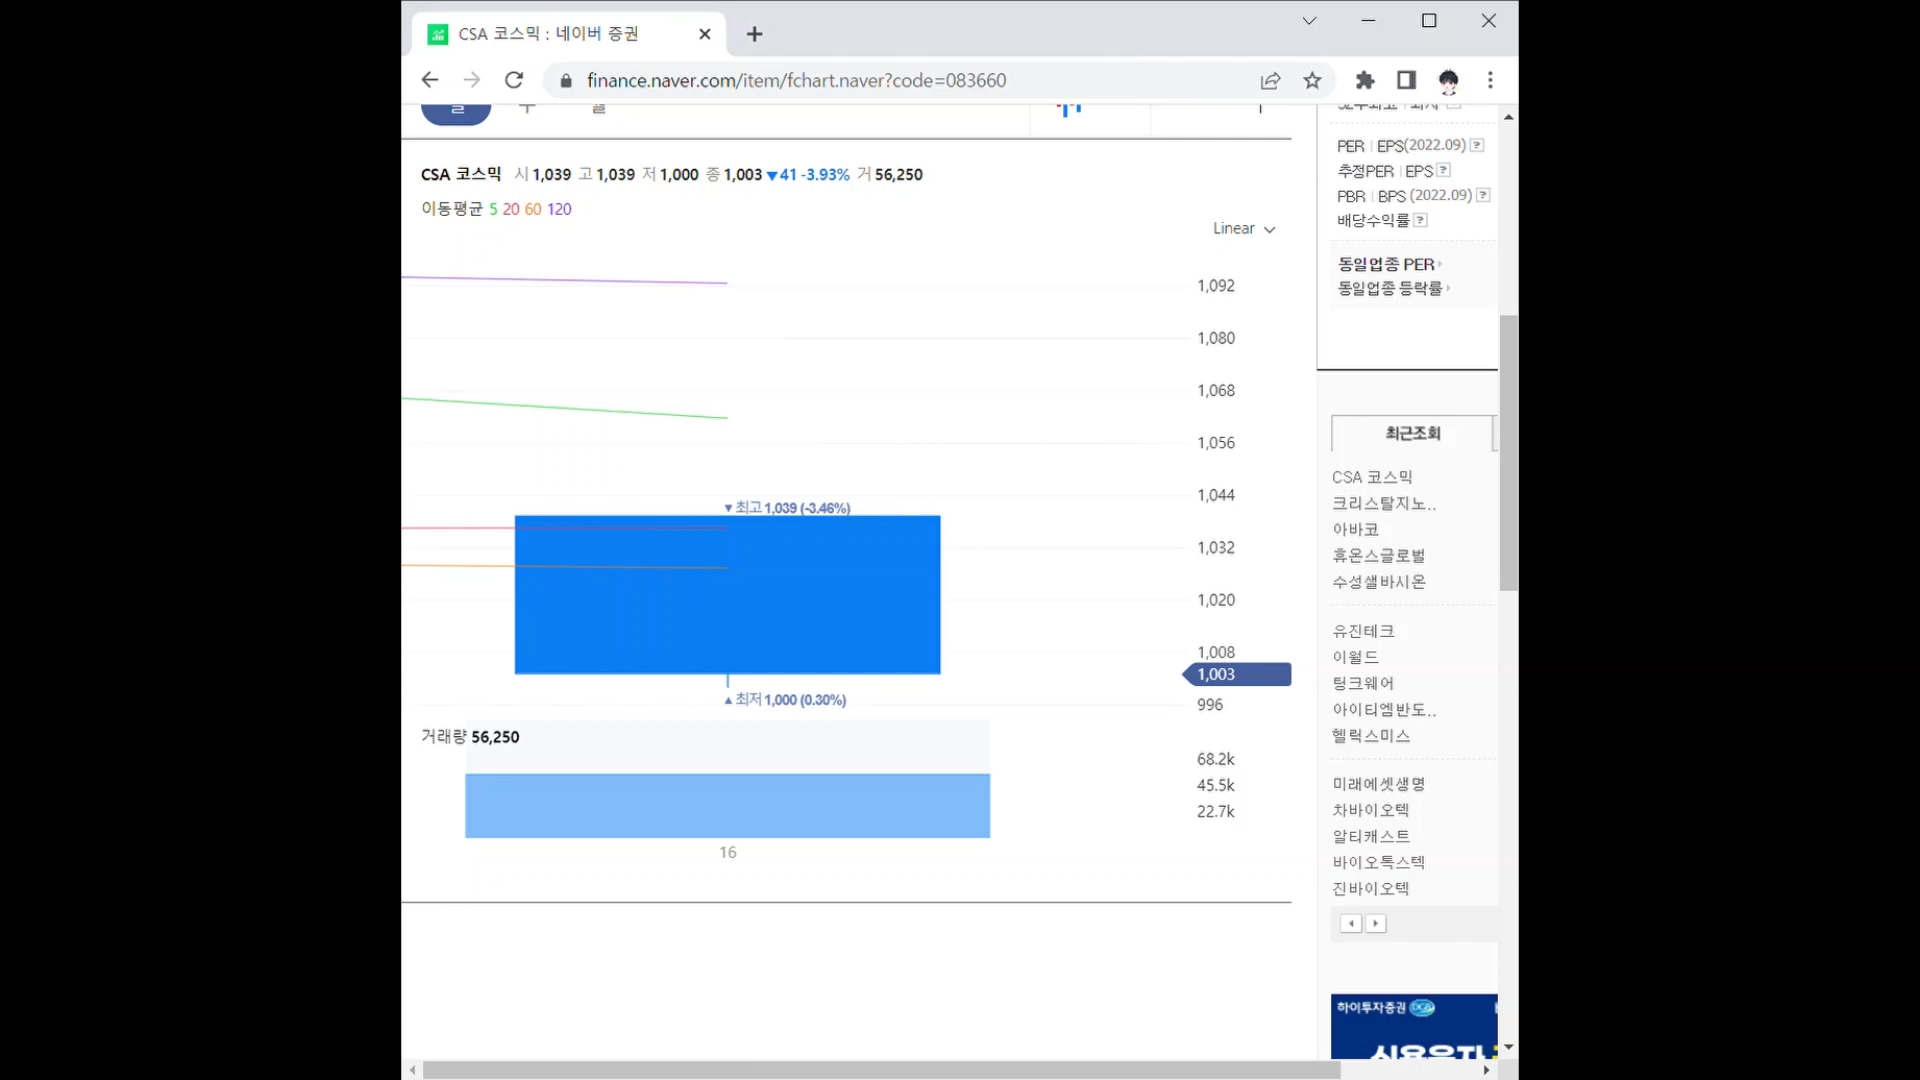 CSA 코스믹 : 네이버 증권
finance.naver.com/item/fchart.naver?code=083660
CSA 코스믹 시 1,039 고 1,039 저 1,000 종 1,003 ▼41 -3.93% 거 56,250
이동평균 5 20 60 120
Linear
1,092
1,080
1,068
1,056
1,044
1,032
1,020
1,008
1,003
996
▼최고 1,039 (-3.46%)
▲최저 1,000 (0.30%)
거래량 56,250
68.2k
45.5k
22.7k
16
PER | EPS(2022.09) ?
추정PER | EPS ?
PBR | BPS (2022.09) ?
배당수익률 ?
동일업종 PER
동일업종 등락률
최근조회
CSA 코스믹
크리스탈지노..
아바코
휴온스글로벌
수성샐바시온
유진테크
이월드
팅크웨어
아이티엠반도..
헬릭스미스
미래에셋생명
차바이오텍
알티캐스트
바이오톡스텍
진바이오텍
하이투자증권 DGB